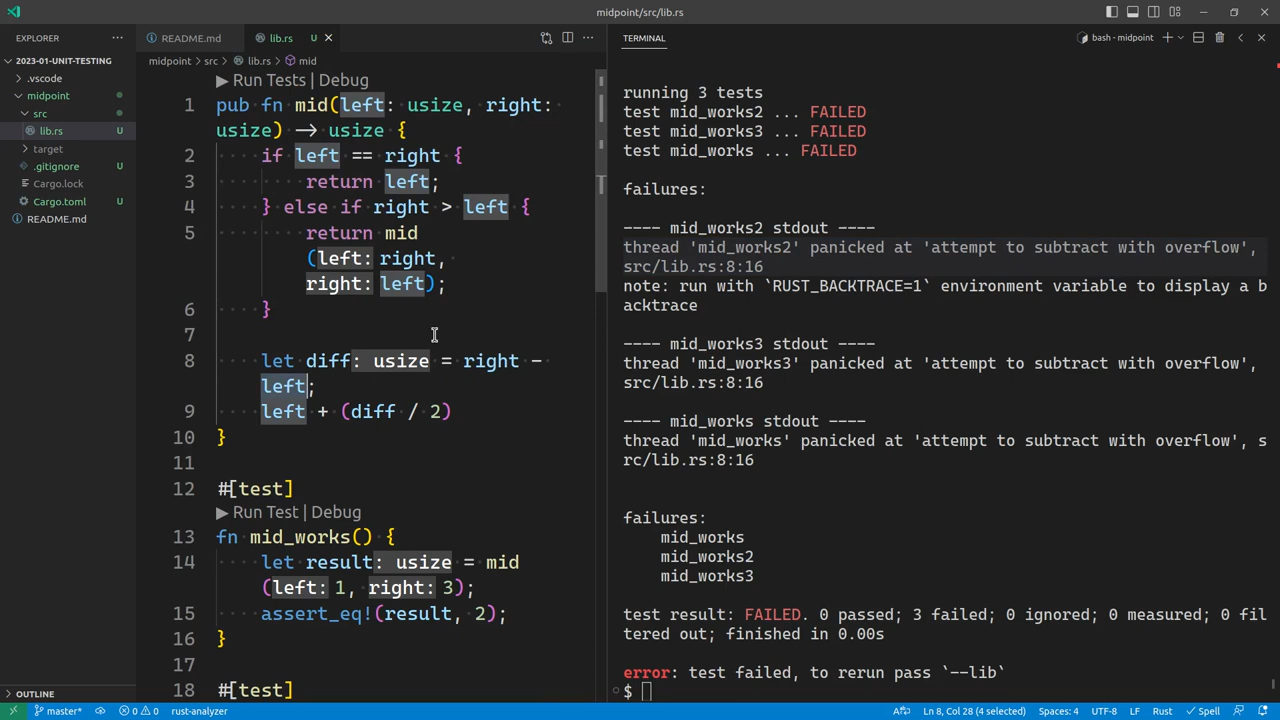 midpoint/src/lib.rs
EXPLORER
2023-01-UNIT-TESTING
.vscode
midpoint
src
lib.rs U
target
.gitignore U
Cargo.lock
Cargo.toml U
README.md
OUTLINE
README.md lib.rs U
midpoint > src > lib.rs > mid
▶ Run Tests | Debug
1 pub fn mid(left: usize, right:
usize) → usize {
2 ····if left == right {
3 ········return left;
4 ····} else if right > left {
5 ········return mid
(left: right,·
right: left);
6 ····}
7
8 ····let diff: usize = right -
left;
9 ····left + (diff / 2)
10 }
11
12 #[test]
▶ Run Test | Debug
13 fn mid_works() {
14 ····let result: usize = mid
(left: 1, right: 3);
15 ····assert_eq!(result, 2);
16 }
17
18 #[test]
TERMINAL
bash - midpoint
running 3 tests
test mid_works2 ... FAILED
test mid_works3 ... FAILED
test mid_works ... FAILED
failures:
---- mid_works2 stdout ----
thread 'mid_works2' panicked at 'attempt to subtract with overflow',
src/lib.rs:8:16
note: run with `RUST_BACKTRACE=1` environment variable to display a b
acktrace
---- mid_works3 stdout ----
thread 'mid_works3' panicked at 'attempt to subtract with overflow',
src/lib.rs:8:16
---- mid_works stdout ----
thread 'mid_works' panicked at 'attempt to subtract with overflow', s
rc/lib.rs:8:16
failures:
mid_works
mid_works2
mid_works3
test result: FAILED. 0 passed; 3 failed; 0 ignored; 0 measured; 0 fil
tered out; finished in 0.00s
error: test failed, to rerun pass `--lib`
$
master* 0 0 rust-analyzer Ln 8, Col 28 (4 selected) Spaces: 4 UTF-8 LF Rust Spell